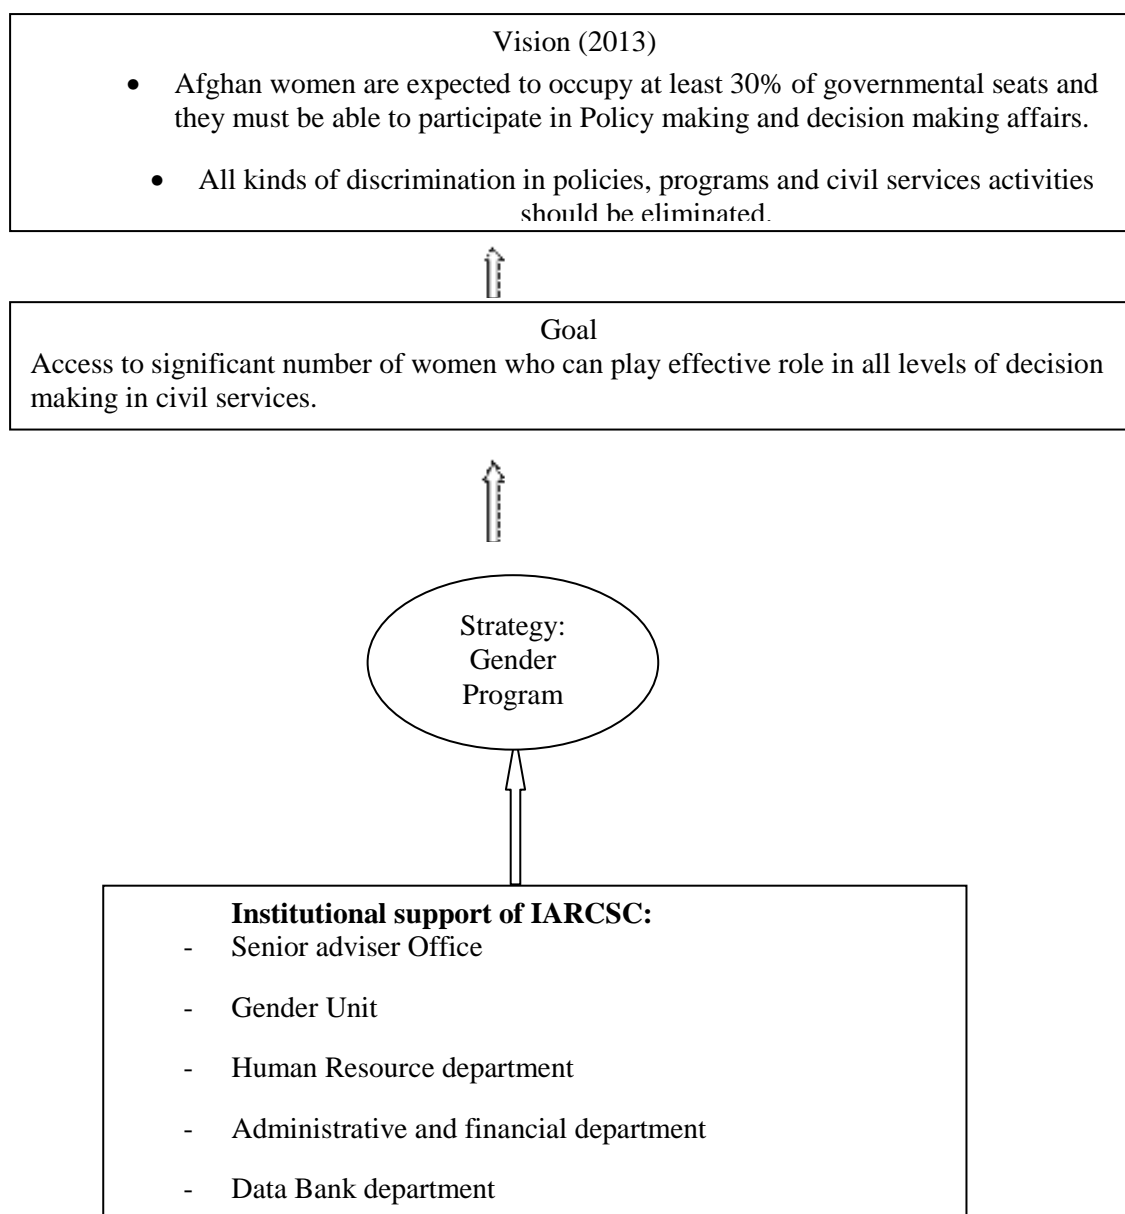 Vision (2013)
• Afghan women are expected to occupy at least 30% of governmental seats and
they must be able to participate in Policy making and decision making affairs.
• All kinds of discrimination in policies, programs and civil services activities
should be eliminated.
Goal
Access to significant number of women who can play effective role in all levels of decision
making in civil services.
Strategy:
Gender
Program
Institutional support of IARCSC:
- Senior adviser Office
- Gender Unit
- Human Resource department
- Administrative and financial department
- Data Bank department